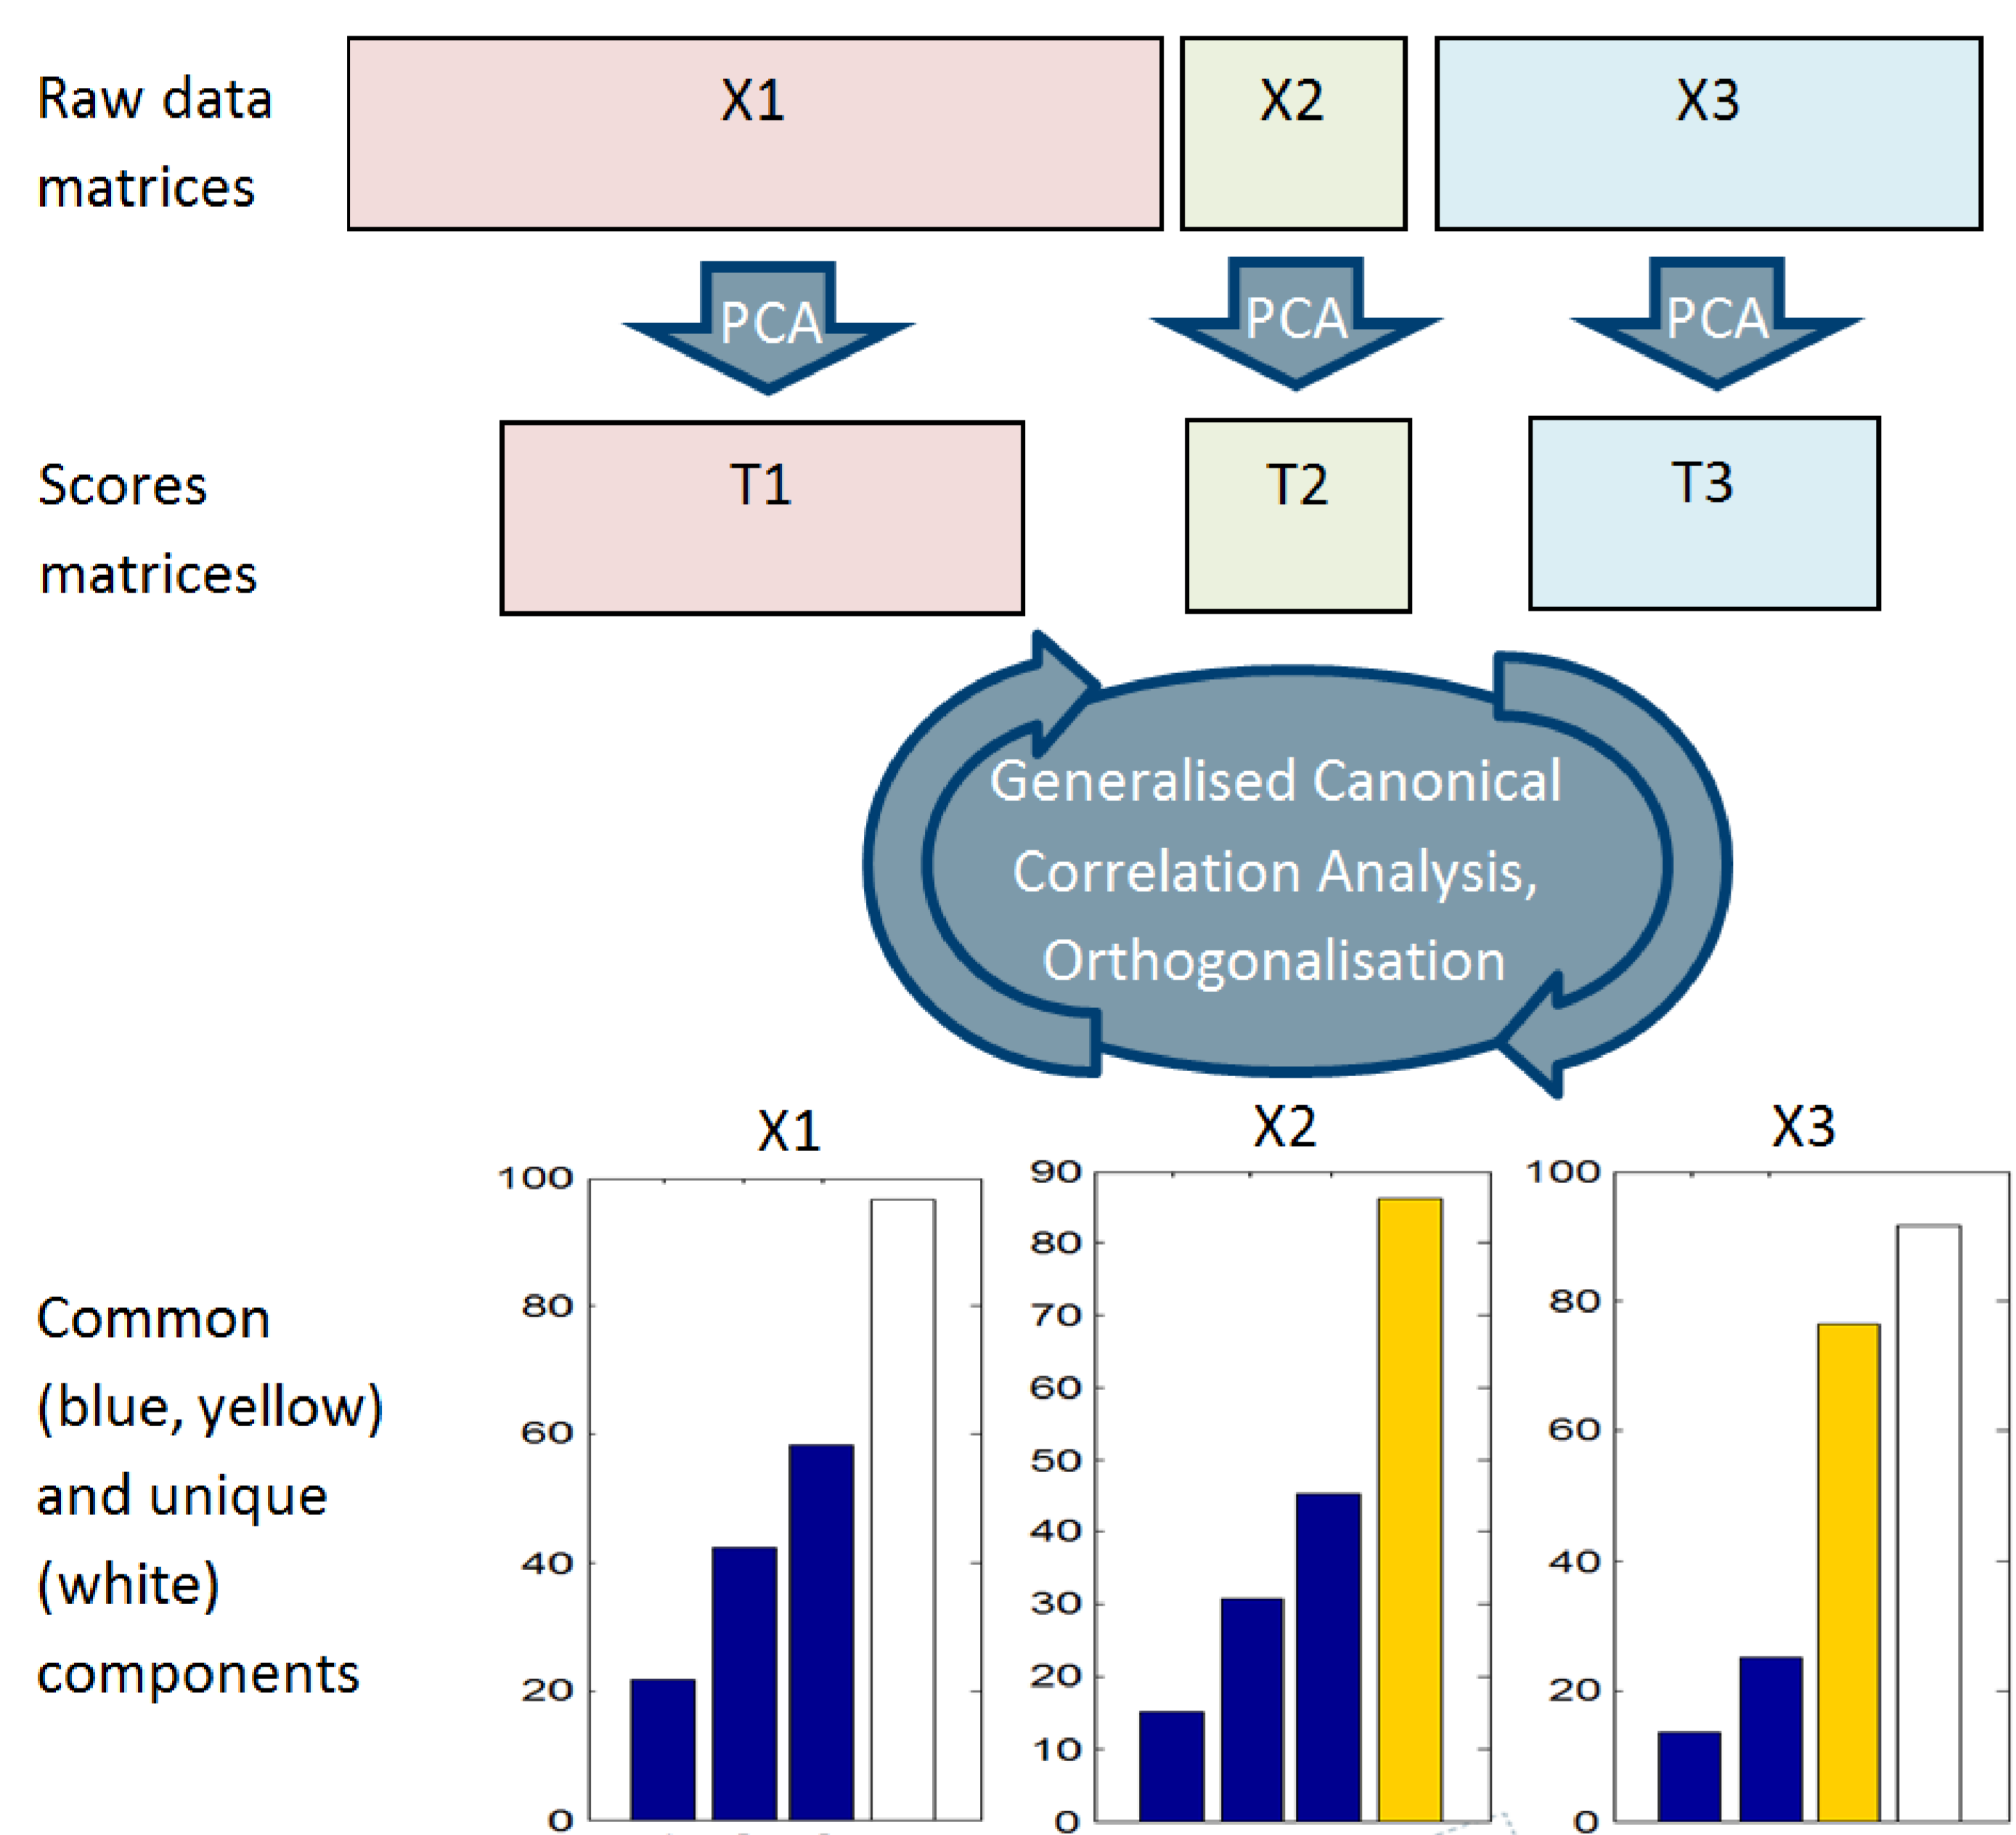 Raw data
matrices
X1
X2
X3
PCA
PCA
PCA
Scores
matrices
T1
T2
T3
Generalised Canonical
Correlation Analysis,
Orthogonalisation
Common
(blue, yellow)
and unique
(white)
components
X1
100
80
60
40
20
0
X2
90
80
70
60
50
40
30
20
10
0
X3
100
80
60
40
20
0